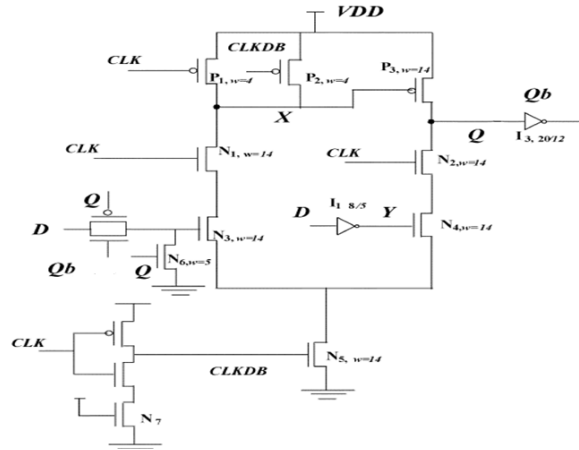 VDD
CLKDB
CLK
P1, w=4
P2, w=4
P3, w=14
X
Qb
Q
I3, 20/12
CLK
N1, w=14
CLK
N2, w=14
Q
D
N3, w=14
D
I1 8/5
Y
N4, w=14
Qb
Q
N6, w=5
CLK
CLKDB
N5, w=14
N7